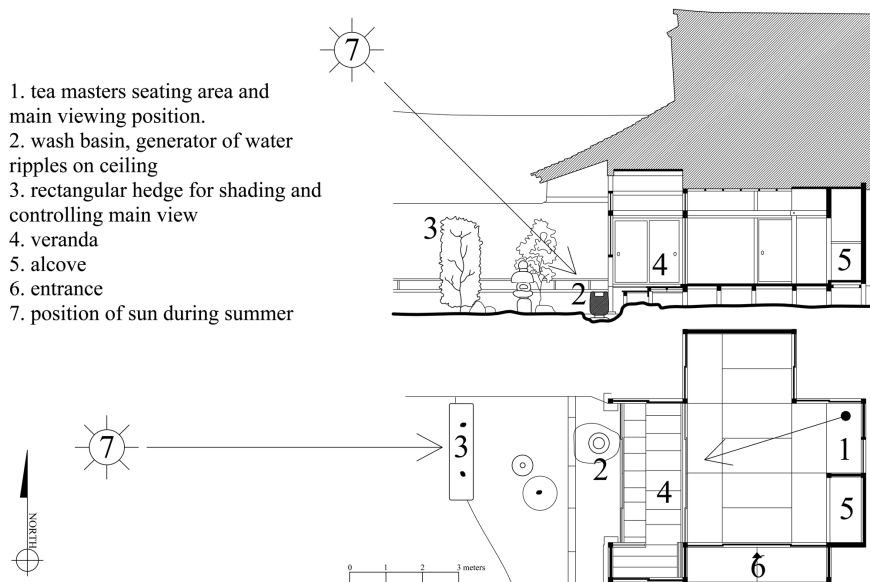 7
1. tea masters seating area and
main viewing position.
2. wash basin, generator of water
ripples on ceiling
3. rectangular hedge for shading and
controlling main view
4. veranda
5. alcove
6. entrance
7. position of sun during summer
3
4
5
2
7
3
2
4
1
5
6
NORTH
0 1 2 3 meters